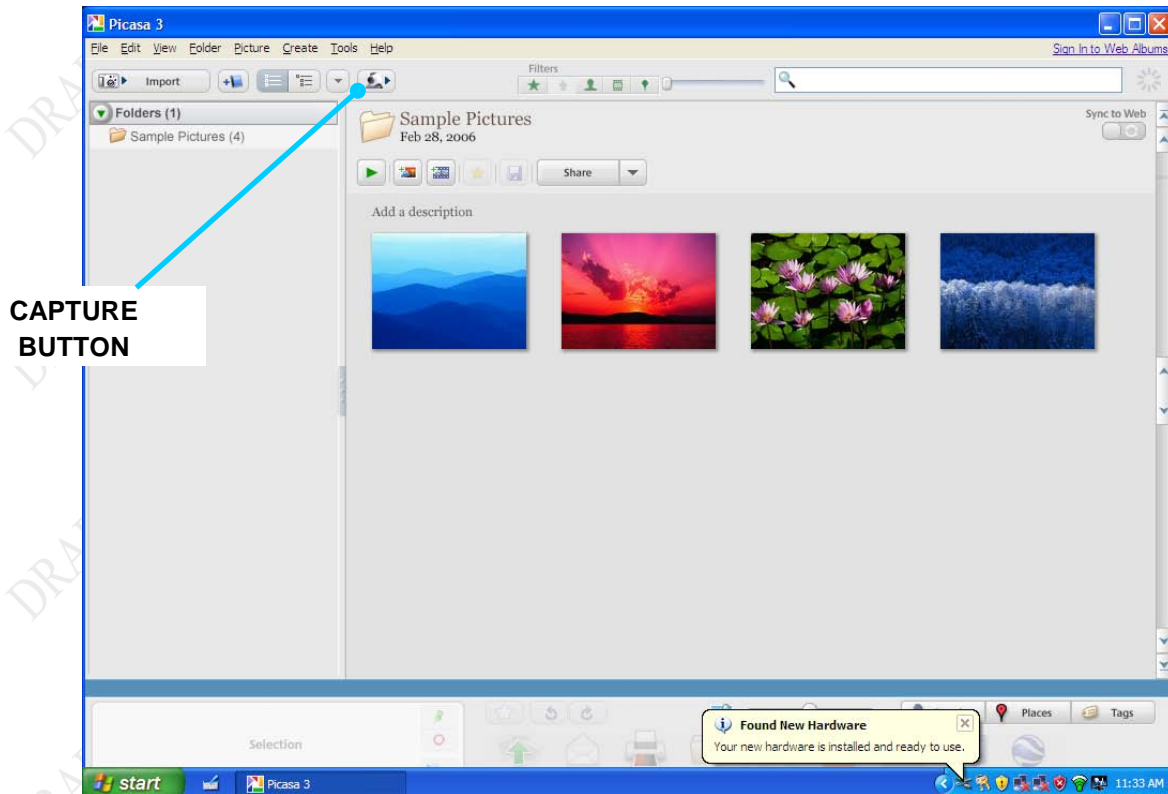 Picasa 3
File Edit View Folder Picture Create Tools Help
Sign In to Web Albums
Import
Filters
Folders (1)
Sample Pictures (4)
Sample Pictures
Feb 28, 2006
Sync to Web
Share
Add a description
CAPTURE
BUTTON
Found New Hardware
Your new hardware is installed and ready to use.
Places
Tags
Selection
start
Picasa 3
11:33 AM